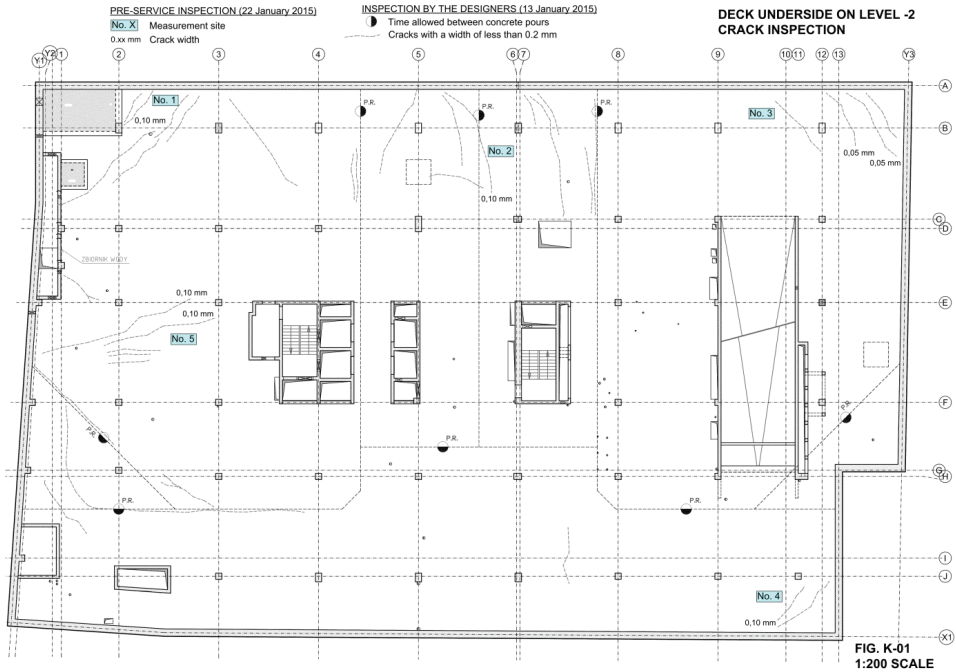 PRE-SERVICE INSPECTION (22 January 2015)
No. X Measurement site
0.xx mm Crack width
INSPECTION BY THE DESIGNERS (13 January 2015)
Time allowed between concrete pours
Cracks with a width of less than 0.2 mm
DECK UNDERSIDE ON LEVEL -2
CRACK INSPECTION
Y1 Y2 1 2 3 4 5 6 7 8 9 10 11 12 13 Y3
A
No. 1
P.R.
P.R.
P.R.
No. 3
0,10 mm
B
No. 2
0,05 mm
0,05 mm
0,10 mm
C
D
ZBIORNIK WODY
0,10 mm
E
0,10 mm
No. 5
F
P.R.
P.R.
P.R.
G
H
P.R.
P.R.
I
J
No. 4
0,10 mm
X1
FIG. K-01
1:200 SCALE